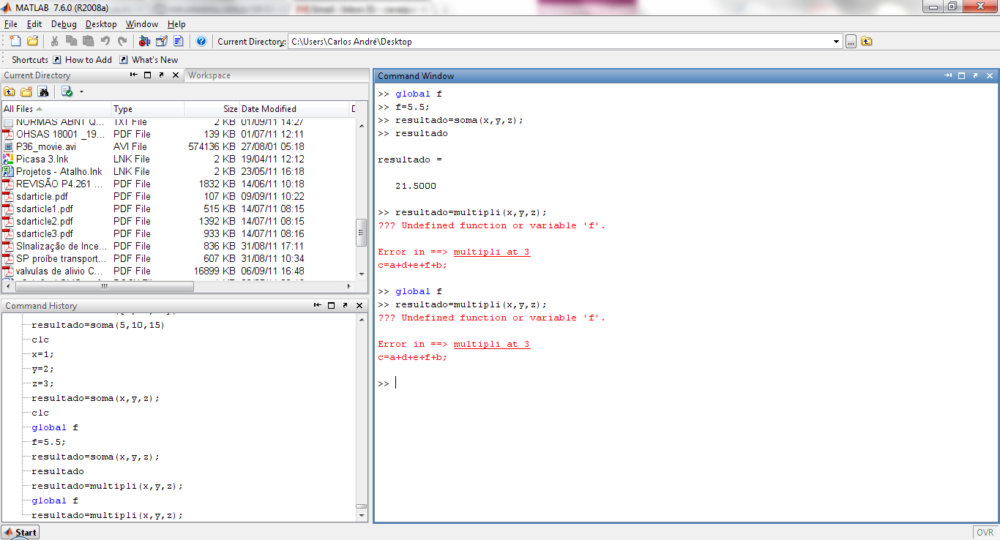 MATLAB 7.6.0 (R2008a)
File Edit Debug Desktop Window Help
Current Directory: C:\Users\Carlos André\Desktop ...
Shortcuts How to Add What's New
Current Directory Workspace
All Files Type Size Date Modified D
NORMAS ABNT Q... TXT File 2 KB 01/09/11 14:27
OHSAS 18001 _19... PDF File 139 KB 01/07/11 12:11
P36_movie.avi AVI File 574136 KB 27/08/01 05:18
Picasa 3.lnk LNK File 2 KB 19/04/11 12:12
Projetos - Atalho.lnk LNK File 2 KB 23/05/11 16:18
REVISÃO P4.261 ... PDF File 1832 KB 14/06/11 10:18
sdarticle.pdf PDF File 107 KB 09/09/11 10:22
sdarticle1.pdf PDF File 515 KB 14/07/11 08:15
sdarticle2.pdf PDF File 1392 KB 14/07/11 08:15
sdarticle3.pdf PDF File 933 KB 14/07/11 08:16
SInalização de Ince... PDF File 836 KB 31/08/11 17:11
SP proíbe transport... PDF File 607 KB 31/08/11 10:34
valvulas de alivio C... PDF File 16899 KB 06/09/11 16:48
Command History
resultado=soma(5,10,15)
clc
x=1;
y=2;
z=3;
resultado=soma(x,y,z);
clc
global f
f=5.5;
resultado=soma(x,y,z);
resultado
resultado=multipli(x,y,z);
global f
resultado=multipli(x,y,z);
Command Window
>> global f
>> f=5.5;
>> resultado=soma(x,y,z);
>> resultado
resultado =
21.5000
>> resultado=multipli(x,y,z);
??? Undefined function or variable 'f'.
Error in ==> multipli at 3
c=a+d+e+f+b;
>> global f
>> resultado=multipli(x,y,z);
??? Undefined function or variable 'f'.
Error in ==> multipli at 3
c=a+d+e+f+b;
>>
Start
OVR